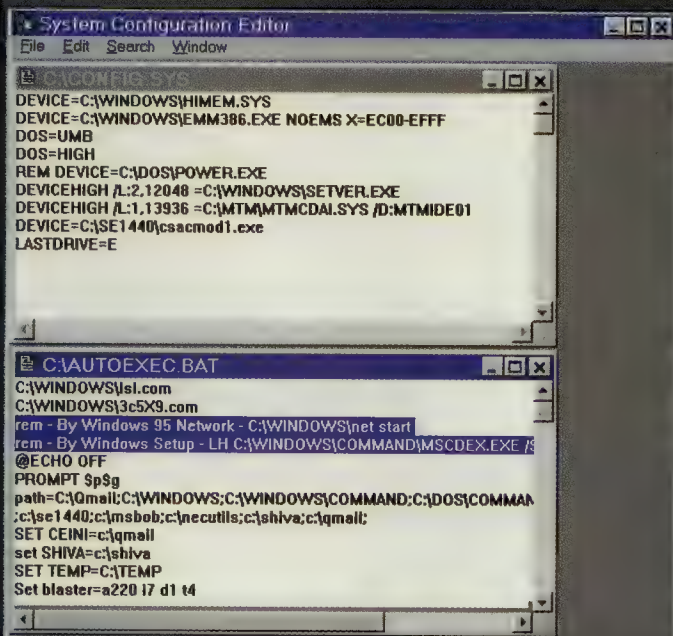 System Configuration Editor
File Edit Search Window
C:\CONFIG.SYS
DEVICE=C:\WINDOWS\HIMEM.SYS
DEVICE=C:\WINDOWS\EMM386.EXE NOEMS X=EC00-EFFF
DOS=UMB
DOS=HIGH
REM DEVICE=C:\DOS\POWER.EXE
DEVICEHIGH /L:2,12048 =C:\WINDOWS\SETVER.EXE
DEVICEHIGH /L:1,13936 =C:\MTM\MTMCDAI.SYS /D:MTMIDE01
DEVICE=C:\SE1440\csacmod1.exe
LASTDRIVE=E
C:\AUTOEXEC.BAT
C:\WINDOWS\lsl.com
C:\WINDOWS\3c5X9.com
rem - By Windows 95 Network - C:\WINDOWS\net start
rem - By Windows Setup - LH C:\WINDOWS\COMMAND\MSCDEX.EXE /S
@ECHO OFF
PROMPT $p$g
path=C:\Qmail;C:\WINDOWS;C:\WINDOWS\COMMAND;C:\DOS\COMMAN
;c:\se1440;c:\msbob;c:\necutils;c:\shiva;c:\qmail;
SET CEINI=c:\qmail
set SHIVA=c:\shiva
SET TEMP=C:\TEMP
Set blaster=a220 i7 d1 t4